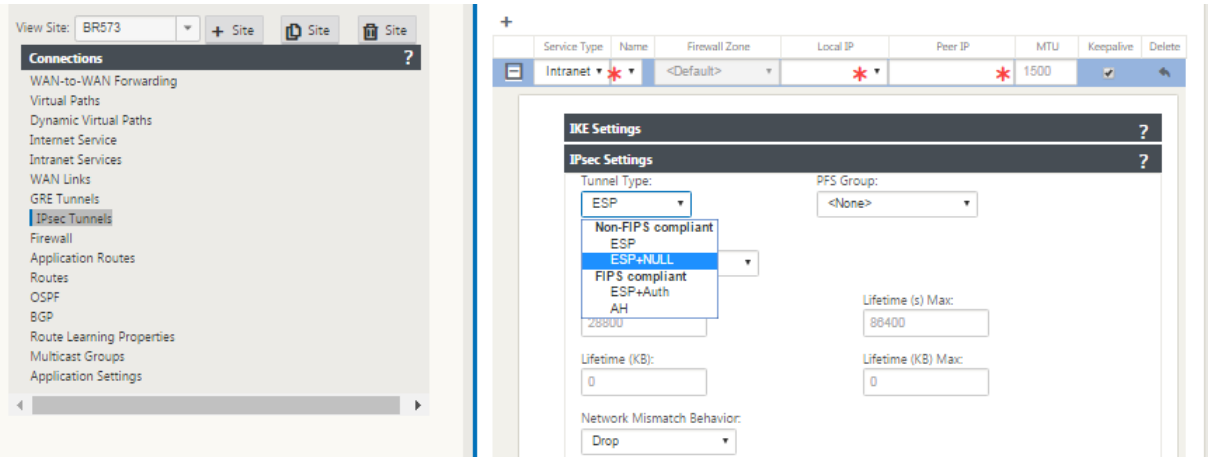 View Site: BR573 + Site Site Site
Connections ?
WAN-to-WAN Forwarding
Virtual Paths
Dynamic Virtual Paths
Internet Service
Intranet Services
WAN Links
GRE Tunnels
IPsec Tunnels
Firewall
Application Routes
Routes
OSPF
BGP
Route Learning Properties
Multicast Groups
Application Settings
+
Service Type Name Firewall Zone Local IP Peer IP MTU Keepalive Delete
Intranet <Default> 1500
IKE Settings ?
IPsec Settings ?
Tunnel Type: PFS Group:
ESP <None>
Non-FIPS compliant
ESP
ESP+NULL
FIPS compliant
ESP+Auth
AH
Lifetime (s) Max:
28800 86400
Lifetime (KB): Lifetime (KB) Max:
0 0
Network Mismatch Behavior:
Drop